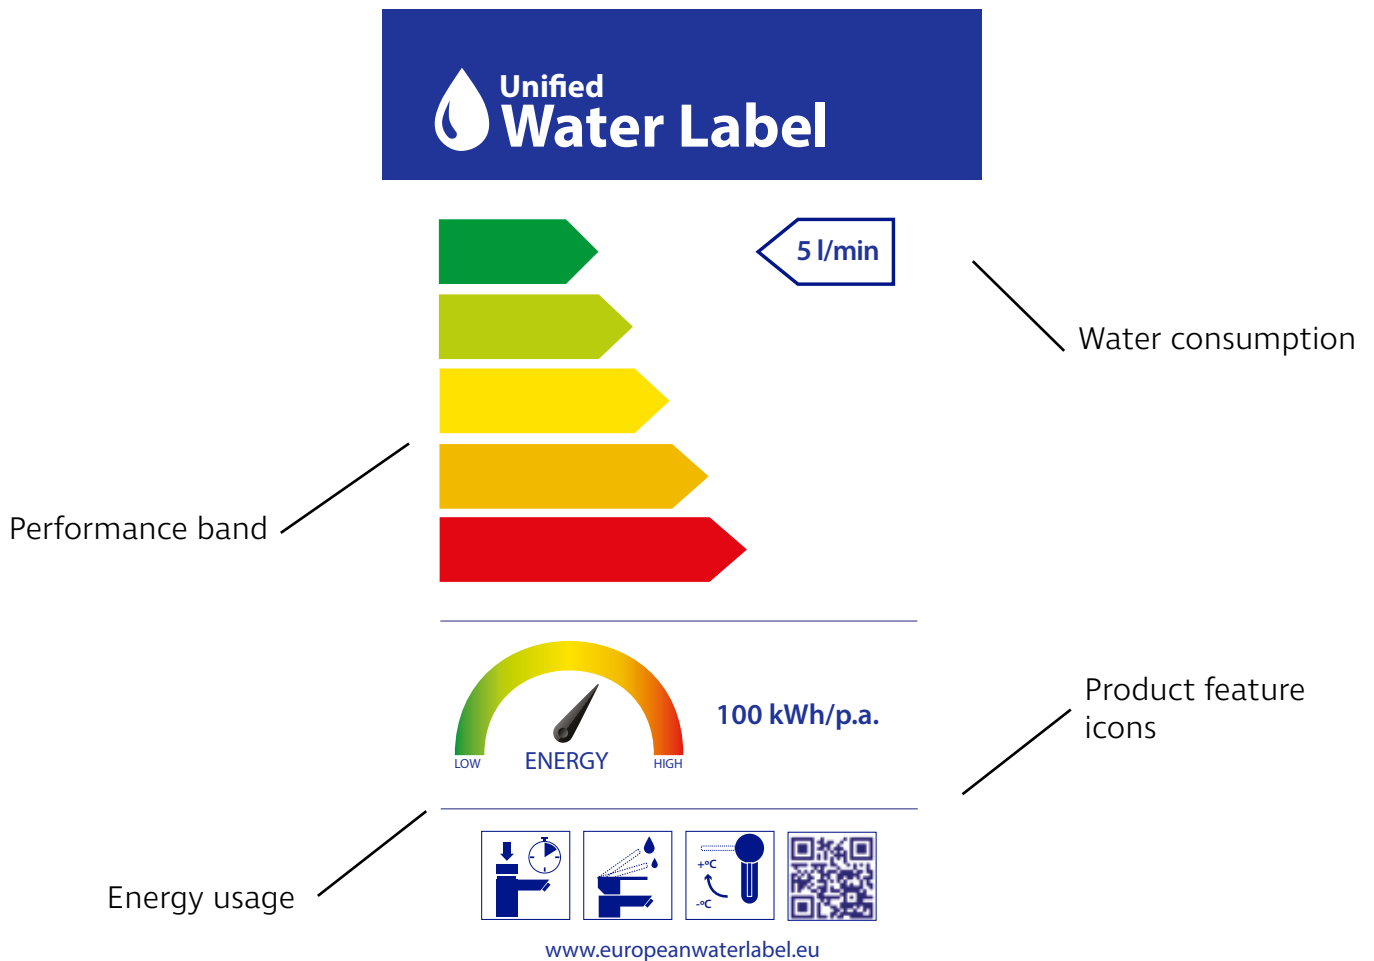 Unified
Water Label
5 l/min
Water consumption
Performance band
100 kWh/p.a.
LOW
ENERGY
HIGH
Product feature
icons
+ºC
-ºC
Energy usage
www.europeanwaterlabel.eu